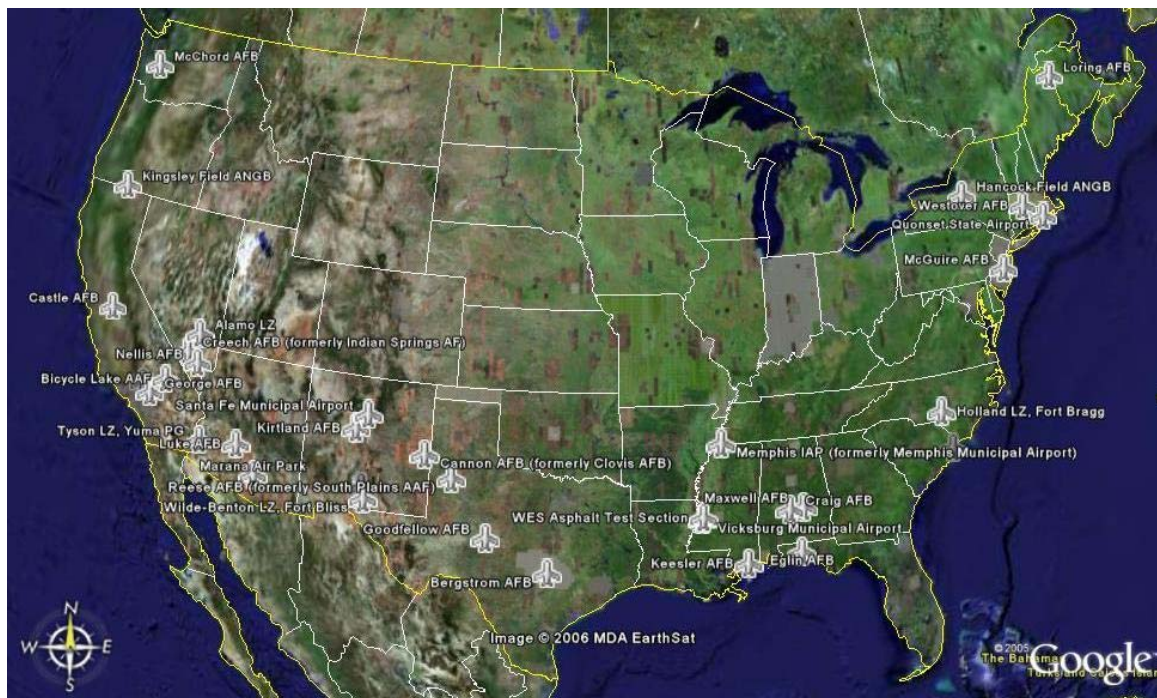 McChord AFB
Loring AFB
Kingsley Field ANGB
Hancock Field ANGB
Westover AFB
Quonset State Airport
McGuire AFB
Castle AFB
Alamo LZ
Creech AFB (formerly Indian Springs AF)
Nellis AFB
Bicycle Lake AAF
George AFB
Santa Fe Municipal Airport
Kirtland AFB
Holland LZ, Fort Bragg
Tyson LZ, Yuma PG
Luke AFB
Memphis IAP (formerly Memphis Municipal Airport)
Cannon AFB (formerly Clovis AFB)
Marana Air Park
Reese AFB (formerly South Plains AAF)
Wilde-Benton LZ, Fort Bliss
Maxwell AFB
Craig AFB
WES Asphalt Test Section
Vicksburg Municipal Airport
Goodfellow AFB
Keesler AFB
Eglin AFB
Bergstrom AFB
N
W E
S
Image © 2006 MDA EarthSat
©2005
Google
The Bahama